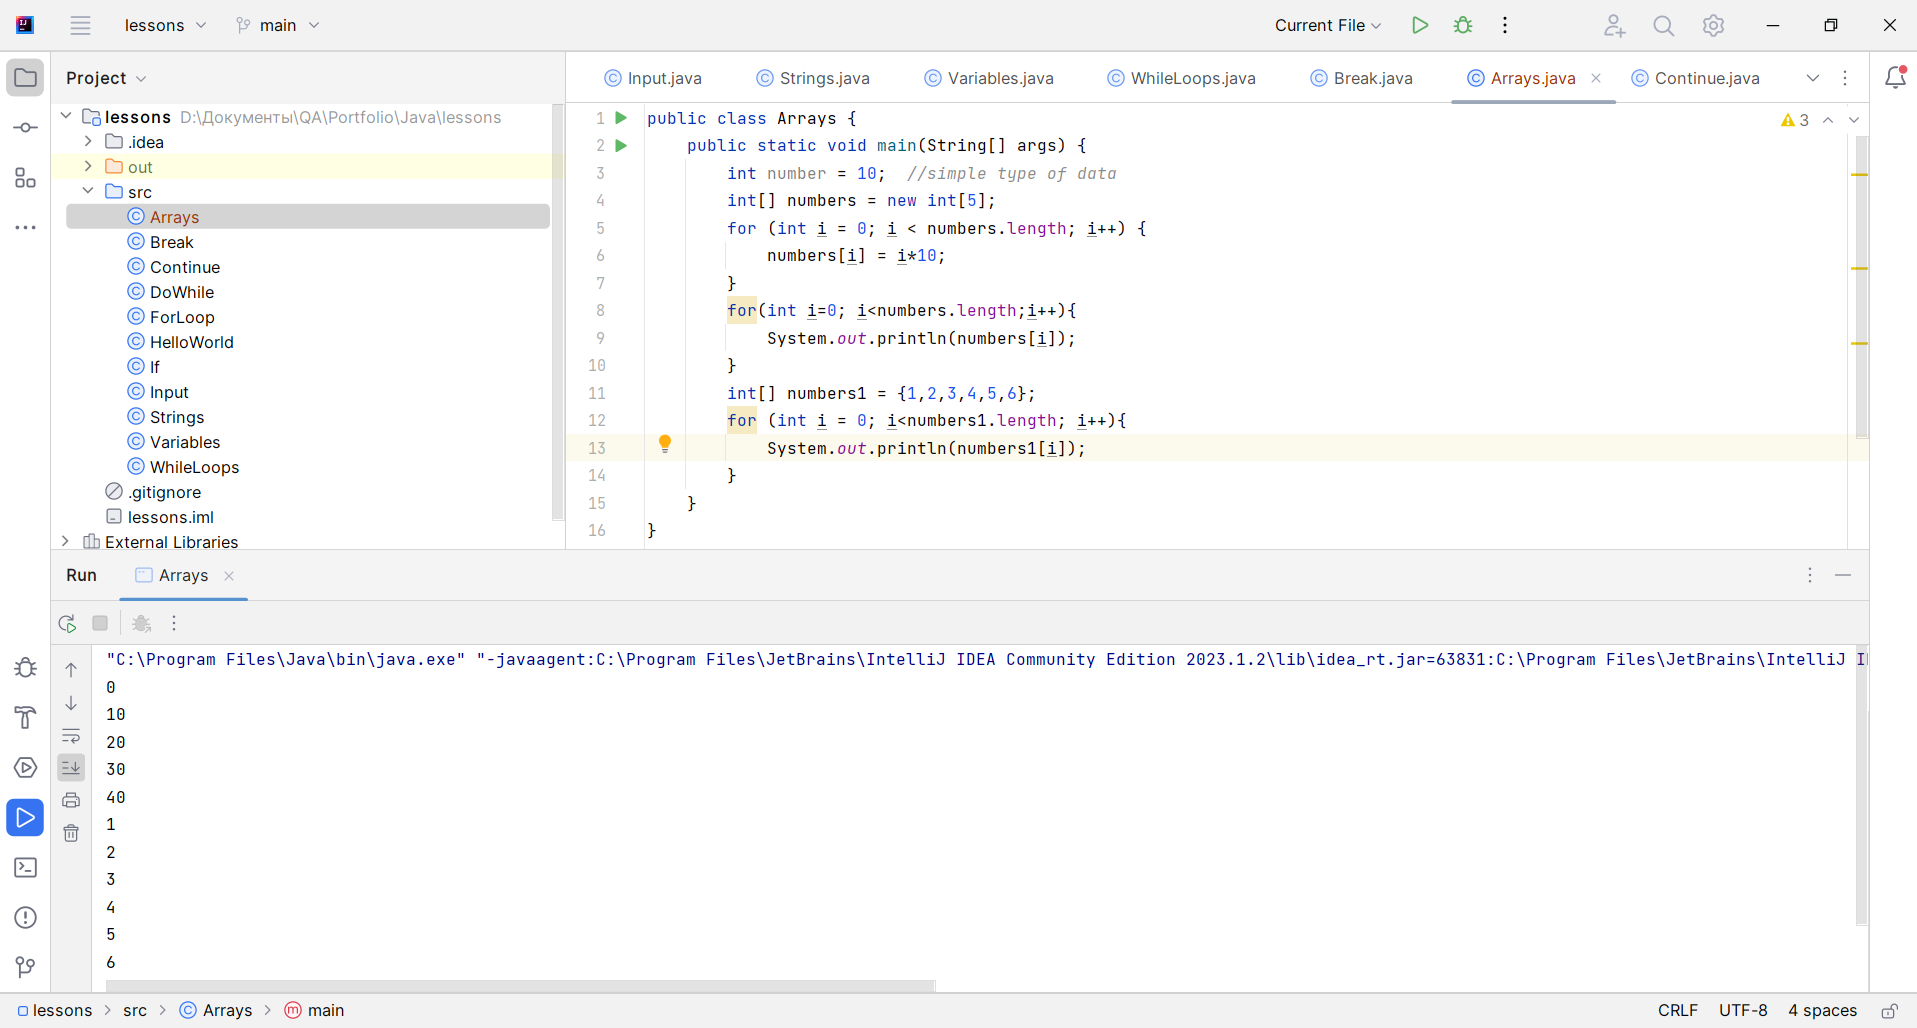 lessons main Current File
Project
lessons D:\Документы\QA\Portfolio\Java\lessons
.idea
out
src
Arrays
Break
Continue
DoWhile
ForLoop
HelloWorld
If
Input
Strings
Variables
WhileLoops
.gitignore
lessons.iml
External Libraries
Input.java Strings.java Variables.java WhileLoops.java Break.java Arrays.java Continue.java
3
1 public class Arrays {
2 public static void main(String[] args) {
3 int number = 10; //simple type of data
4 int[] numbers = new int[5];
5 for (int i = 0; i < numbers.length; i++) {
6 numbers[i] = i*10;
7 }
8 for(int i=0; i<numbers.length;i++){
9 System.out.println(numbers[i]);
10 }
11 int[] numbers1 = {1,2,3,4,5,6};
12 for (int i = 0; i<numbers1.length; i++){
13 System.out.println(numbers1[i]);
14 }
15 }
16 }
Run Arrays
"C:\Program Files\Java\bin\java.exe" "-javaagent:C:\Program Files\JetBrains\IntelliJ IDEA Community Edition 2023.1.2\lib\idea_rt.jar=63831:C:\Program Files\JetBrains\IntelliJ I
0
10
20
30
40
1
2
3
4
5
6
lessons src Arrays main CRLF UTF-8 4 spaces